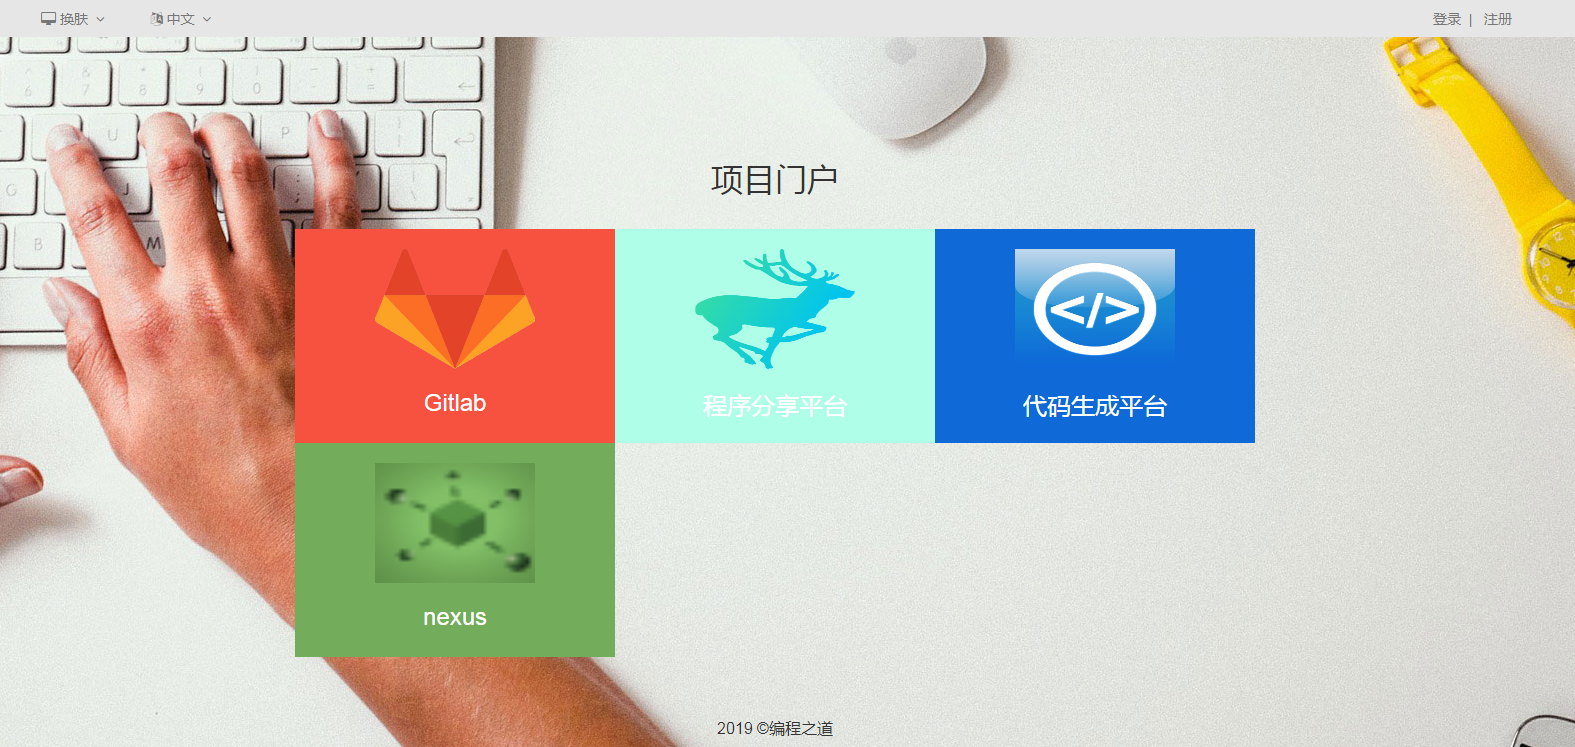 换肤 中文 登录 | 注册
项目门户
Gitlab 程序分享平台 代码生成平台
</>
nexus
2019 ©编程之道